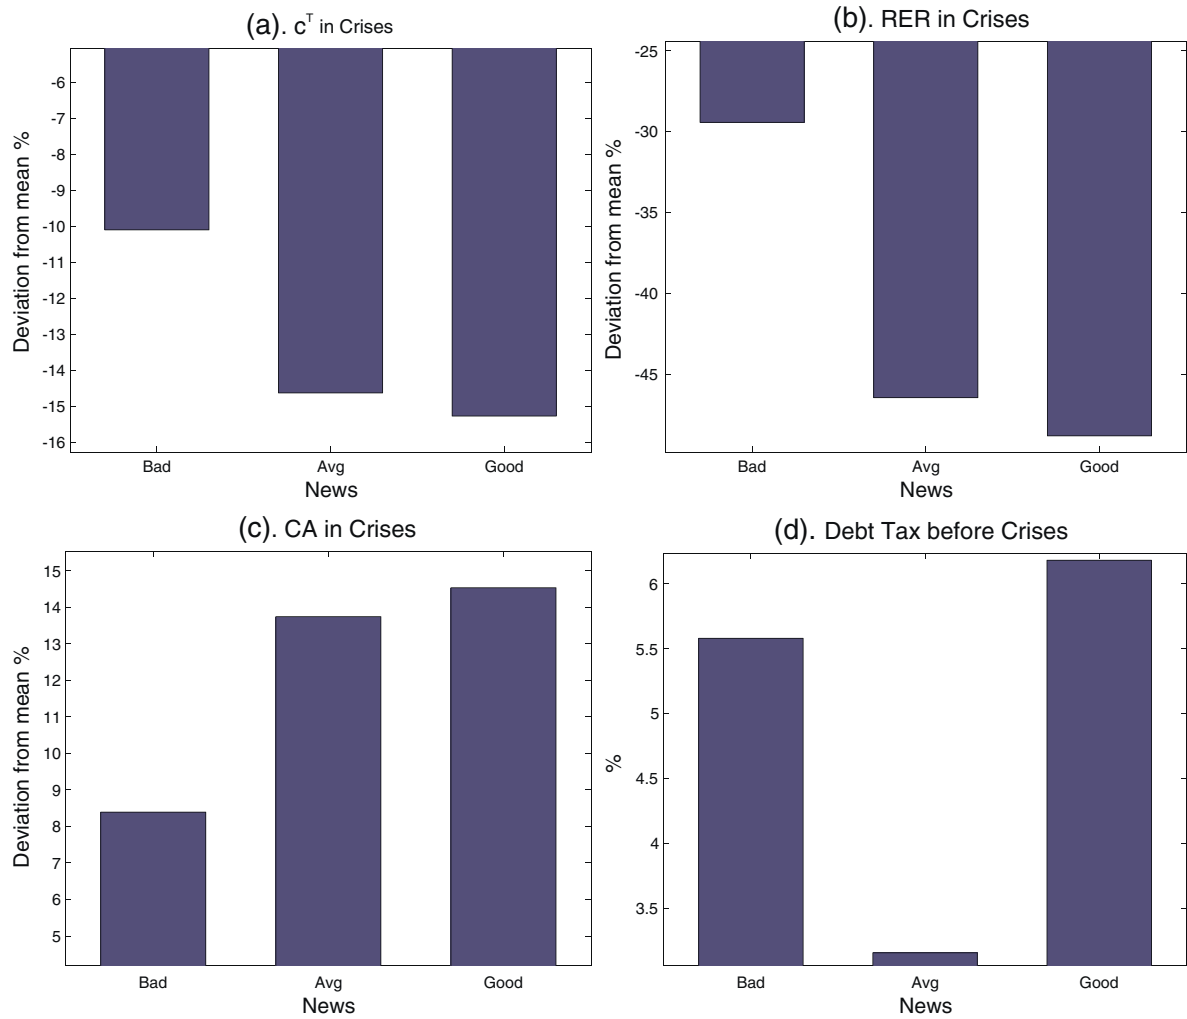 (a). cᵀ in Crises
Deviation from mean %
-6
-7
-8
-9
-10
-11
-12
-13
-14
-15
-16
Bad Avg Good
News
(b). RER in Crises
Deviation from mean %
-25
-30
-35
-40
-45
Bad Avg Good
News
(c). CA in Crises
Deviation from mean %
15
14
13
12
11
10
9
8
7
6
5
Bad Avg Good
News
(d). Debt Tax before Crises
%
6
5.5
5
4.5
4
3.5
Bad Avg Good
News